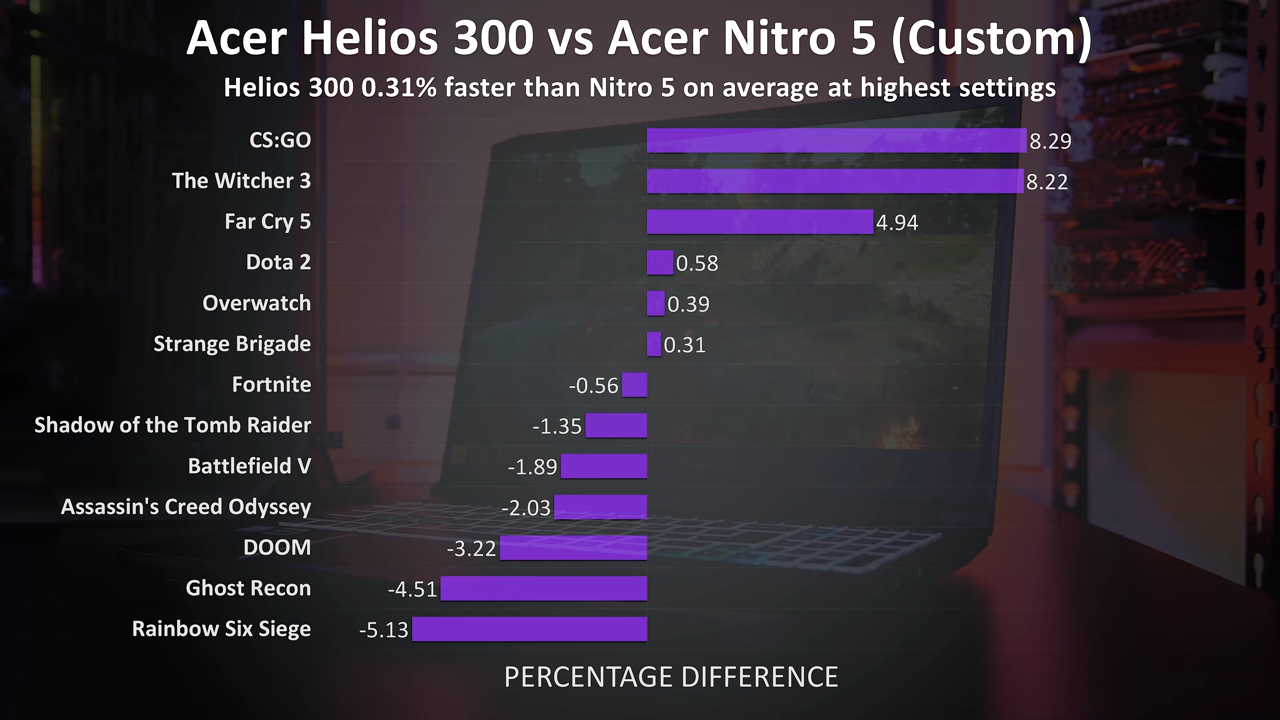 Acer Helios 300 vs Acer Nitro 5 (Custom)
Helios 300 0.31% faster than Nitro 5 on average at highest settings
CS:GO 8.29
The Witcher 3 8.22
Far Cry 5 4.94
Dota 2 0.58
Overwatch 0.39
Strange Brigade 0.31
Fortnite -0.56
Shadow of the Tomb Raider -1.35
Battlefield V -1.89
Assassin's Creed Odyssey -2.03
DOOM -3.22
Ghost Recon -4.51
Rainbow Six Siege -5.13
PERCENTAGE DIFFERENCE